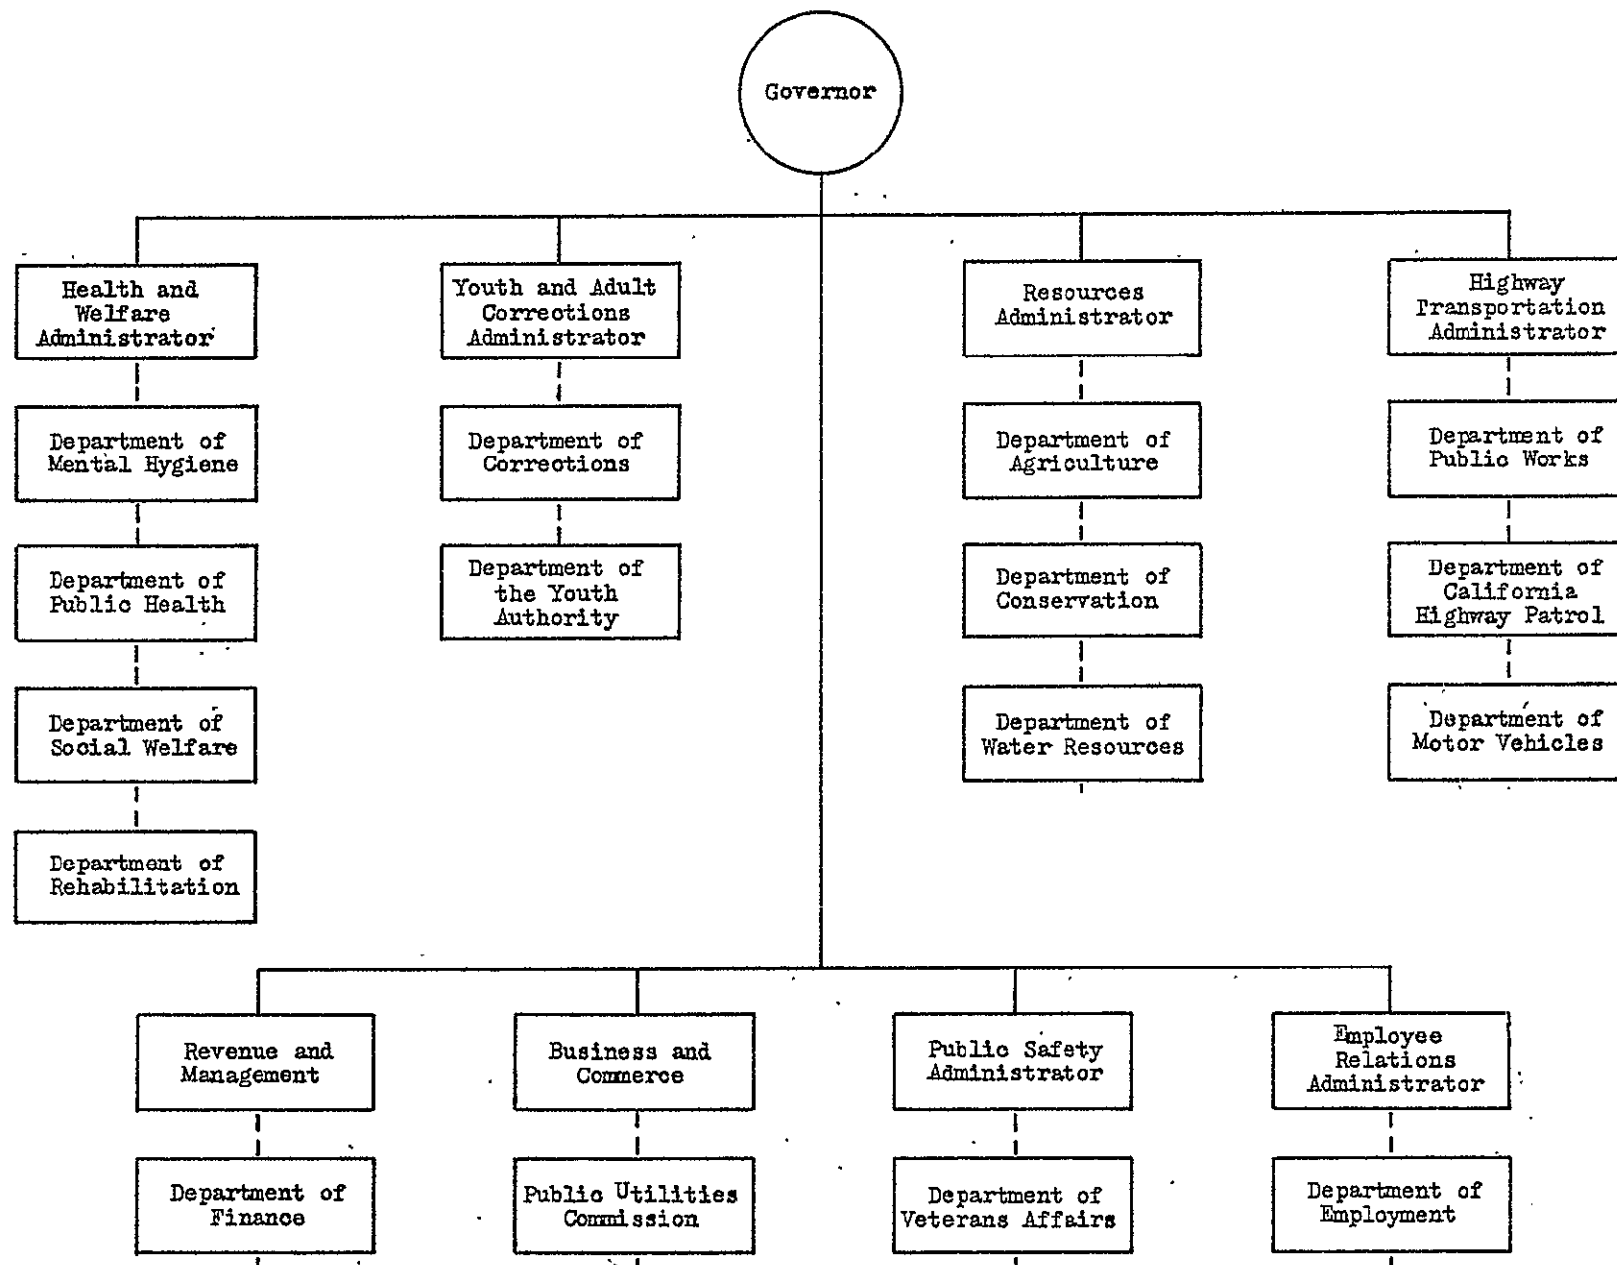 Governor
Health and
Welfare
Administrator
Youth and Adult
Corrections
Administrator
Resources
Administrator
Highway
Transportation
Administrator
Department of
Mental Hygiene
Department of
Corrections
Department of
Agriculture
Department of
Public Works
Department of
Public Health
Department of
the Youth
Authority
Department of
Conservation
Department of
California
Highway Patrol
Department of
Social Welfare
Department of
Water Resources
Department of
Motor Vehicles
Department of
Rehabilitation
Revenue and
Management
Business and
Commerce
Public Safety
Administrator
Employee
Relations
Administrator
Department of
Finance
Public Utilities
Commission
Department of
Veterans Affairs
Department of
Employment